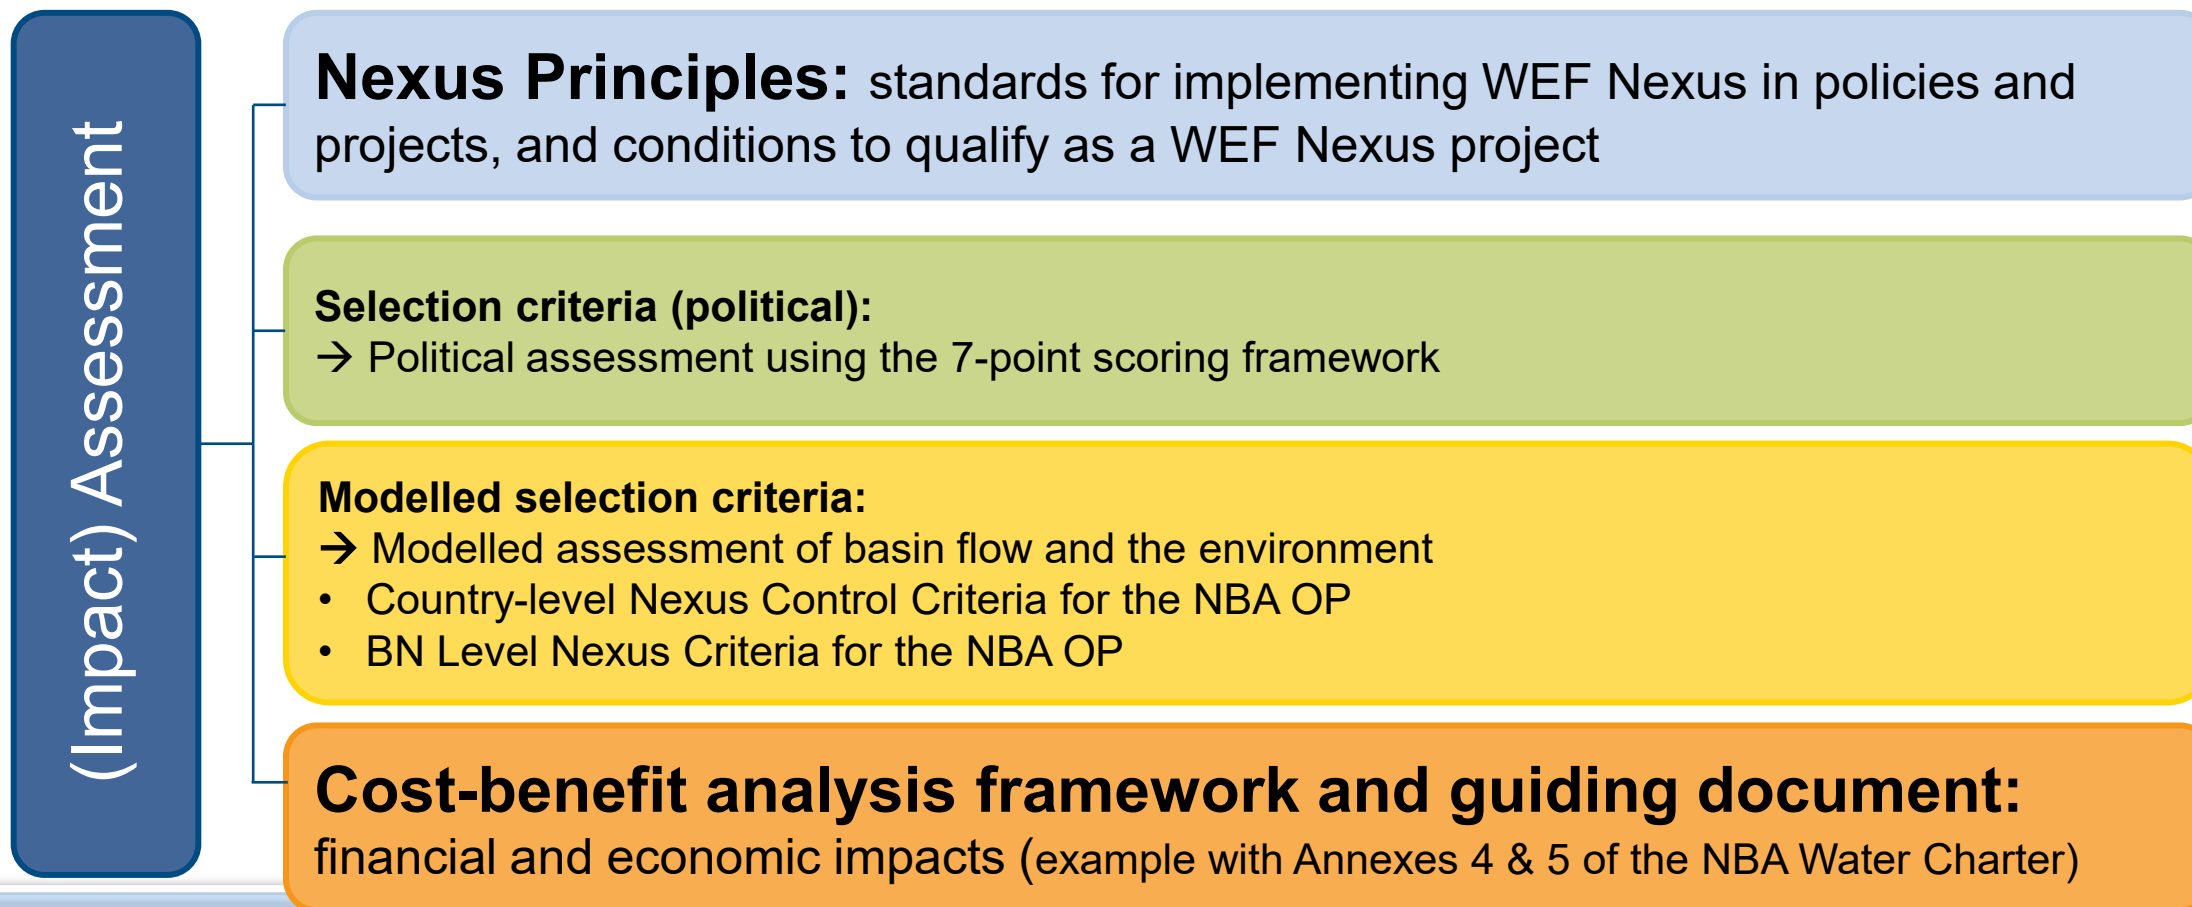 (Impact) Assessment
Nexus Principles: standards for implementing WEF Nexus in policies and
projects, and conditions to qualify as a WEF Nexus project
Selection criteria (political):
→ Political assessment using the 7-point scoring framework
Modelled selection criteria:
→ Modelled assessment of basin flow and the environment
• Country-level Nexus Control Criteria for the NBA OP
• BN Level Nexus Criteria for the NBA OP
Cost-benefit analysis framework and guiding document:
financial and economic impacts (example with Annexes 4 & 5 of the NBA Water Charter)